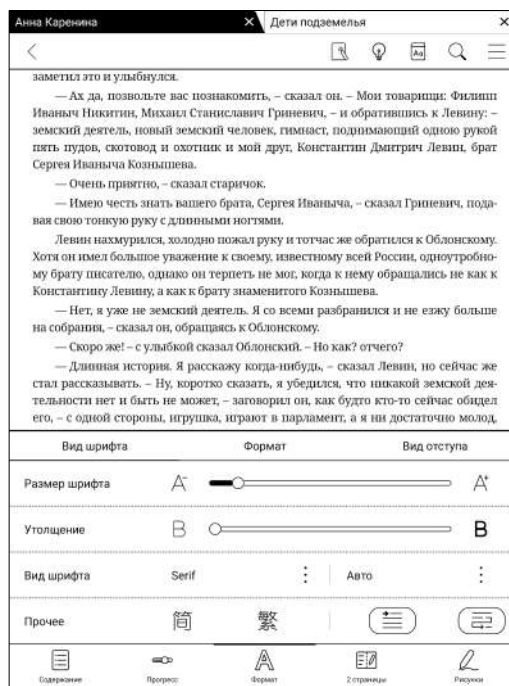 Анна Каренина ×
Дети подземелья ×
Aa
заметил это и улыбнулся.
— Ах да, позвольте вас познакомить, – сказал он. – Мои товарищи: Филипп
Иваныч Никитин, Михаил Станиславич Гриневич, – и обратившись к Левину: –
земский деятель, новый земский человек, гимнаст, поднимающий одною рукой
пять пудов, скотовод и охотник и мой друг, Константин Дмитрич Левин, брат
Сергея Иваныча Кознышева.
— Очень приятно, – сказал старичок.
— Имею честь знать вашего брата, Сергея Иваныча, – сказал Гриневич, пода-
вая свою тонкую руку с длинными ногтями.
Левин нахмурился, холодно пожал руку и тотчас же обратился к Облонскому.
Хотя он имел большое уважение к своему, известному всей России, одноутробно-
му брату писателю, однако он терпеть не мог, когда к нему обращались не как к
Константину Левину, а как к брату знаменитого Кознышева.
— Нет, я уже не земский деятель. Я со всеми разбранился и не езжу больше
на собрания, – сказал он, обращаясь к Облонскому.
— Скоро же! – с улыбкой сказал Облонский. – Но как? отчего?
— Длинная история. Я расскажу когда-нибудь, – сказал Левин, но сейчас же
стал рассказывать. – Ну, коротко сказать, я убедился, что никакой земской дея-
тельности нет и быть не может, – заговорил он, как будто кто-то сейчас обидел
его, – с одной стороны, игрушка, играют в парламент, а я ни достаточно молод,
Вид шрифта Формат Вид отступа
Размер шрифта A- A+
Утолщение B B
Вид шрифта Serif Авто
Прочее 简 繁
Содержание Прогресс Формат 2 страницы Рисунки